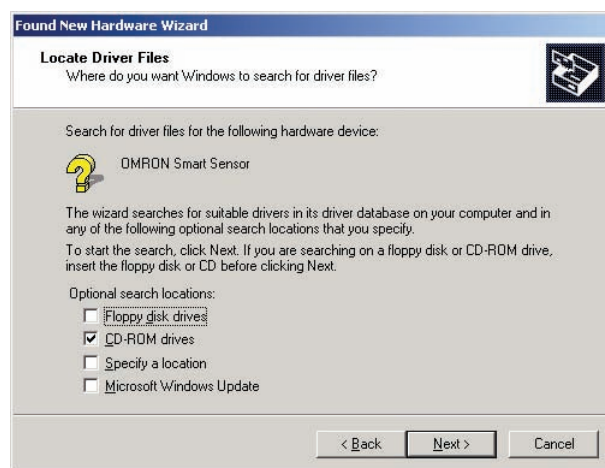 Found New Hardware Wizard
Locate Driver Files
Where do you want Windows to search for driver files?
Search for driver files for the following hardware device:
OMRON Smart Sensor
The wizard searches for suitable drivers in its driver database on your computer and in
any of the following optional search locations that you specify.
To start the search, click Next. If you are searching on a floppy disk or CD-ROM drive,
insert the floppy disk or CD before clicking Next.
Optional search locations:
Floppy disk drives
CD-ROM drives
Specify a location
Microsoft Windows Update
< Back Next > Cancel